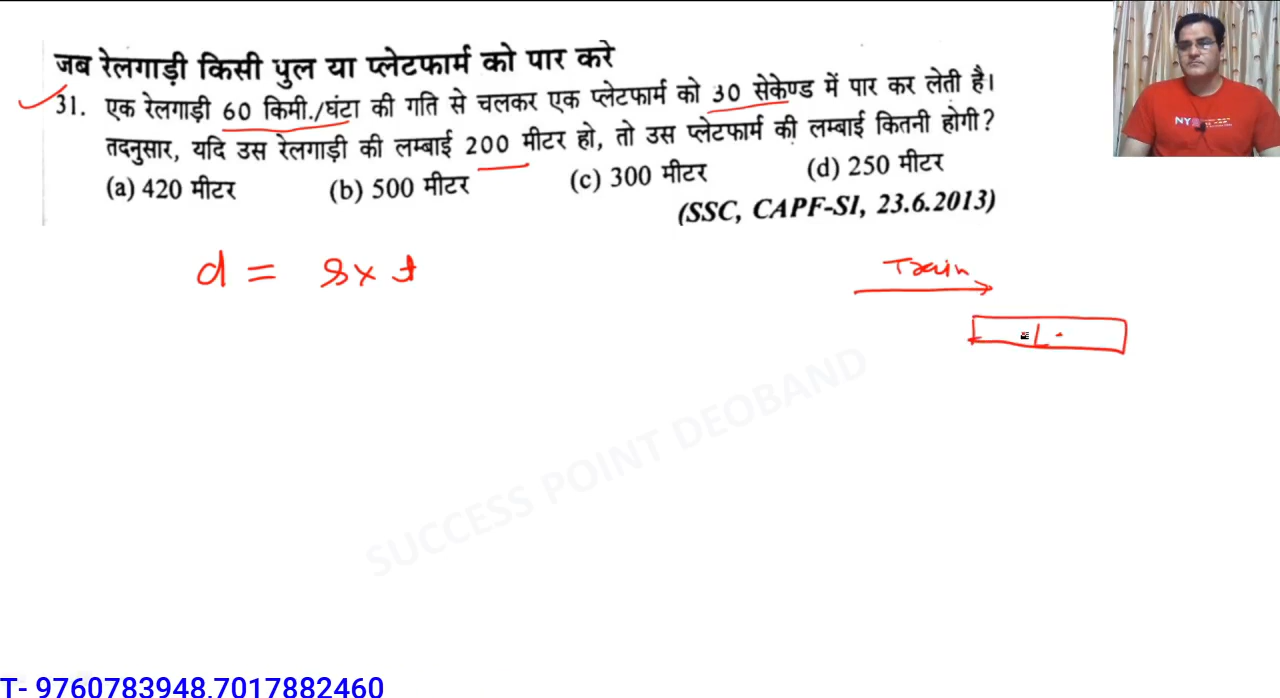 जब रेलगाड़ी किसी पुल या प्लेटफार्म को पार करे
31. एक रेलगाड़ी 60 किमी./घंटा की गति से चलकर एक प्लेटफार्म को 30 सेकेण्ड में पार कर लेती है।
तदनुसार, यदि उस रेलगाड़ी की लम्बाई 200 मीटर हो, तो उस प्लेटफार्म की लम्बाई कितनी होगी?
(a) 420 मीटर (b) 500 मीटर (c) 300 मीटर (d) 250 मीटर
(SSC, CAPF-SI, 23.6.2013)
d = s x t
Train
L
SUCCESS POINT DEOBAND
T- 9760783948,7017882460